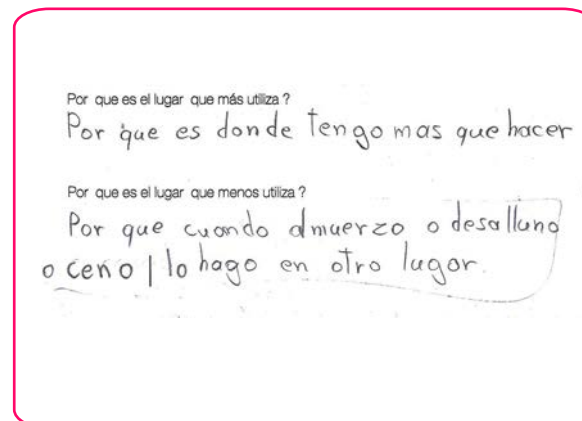 Por que es el lugar que más utiliza ?
Por que es donde tengo mas que hacer
Por que es el lugar que menos utiliza ?
Por que cuando almuerzo o desalluno
o ceno | lo hago en otro lugar.